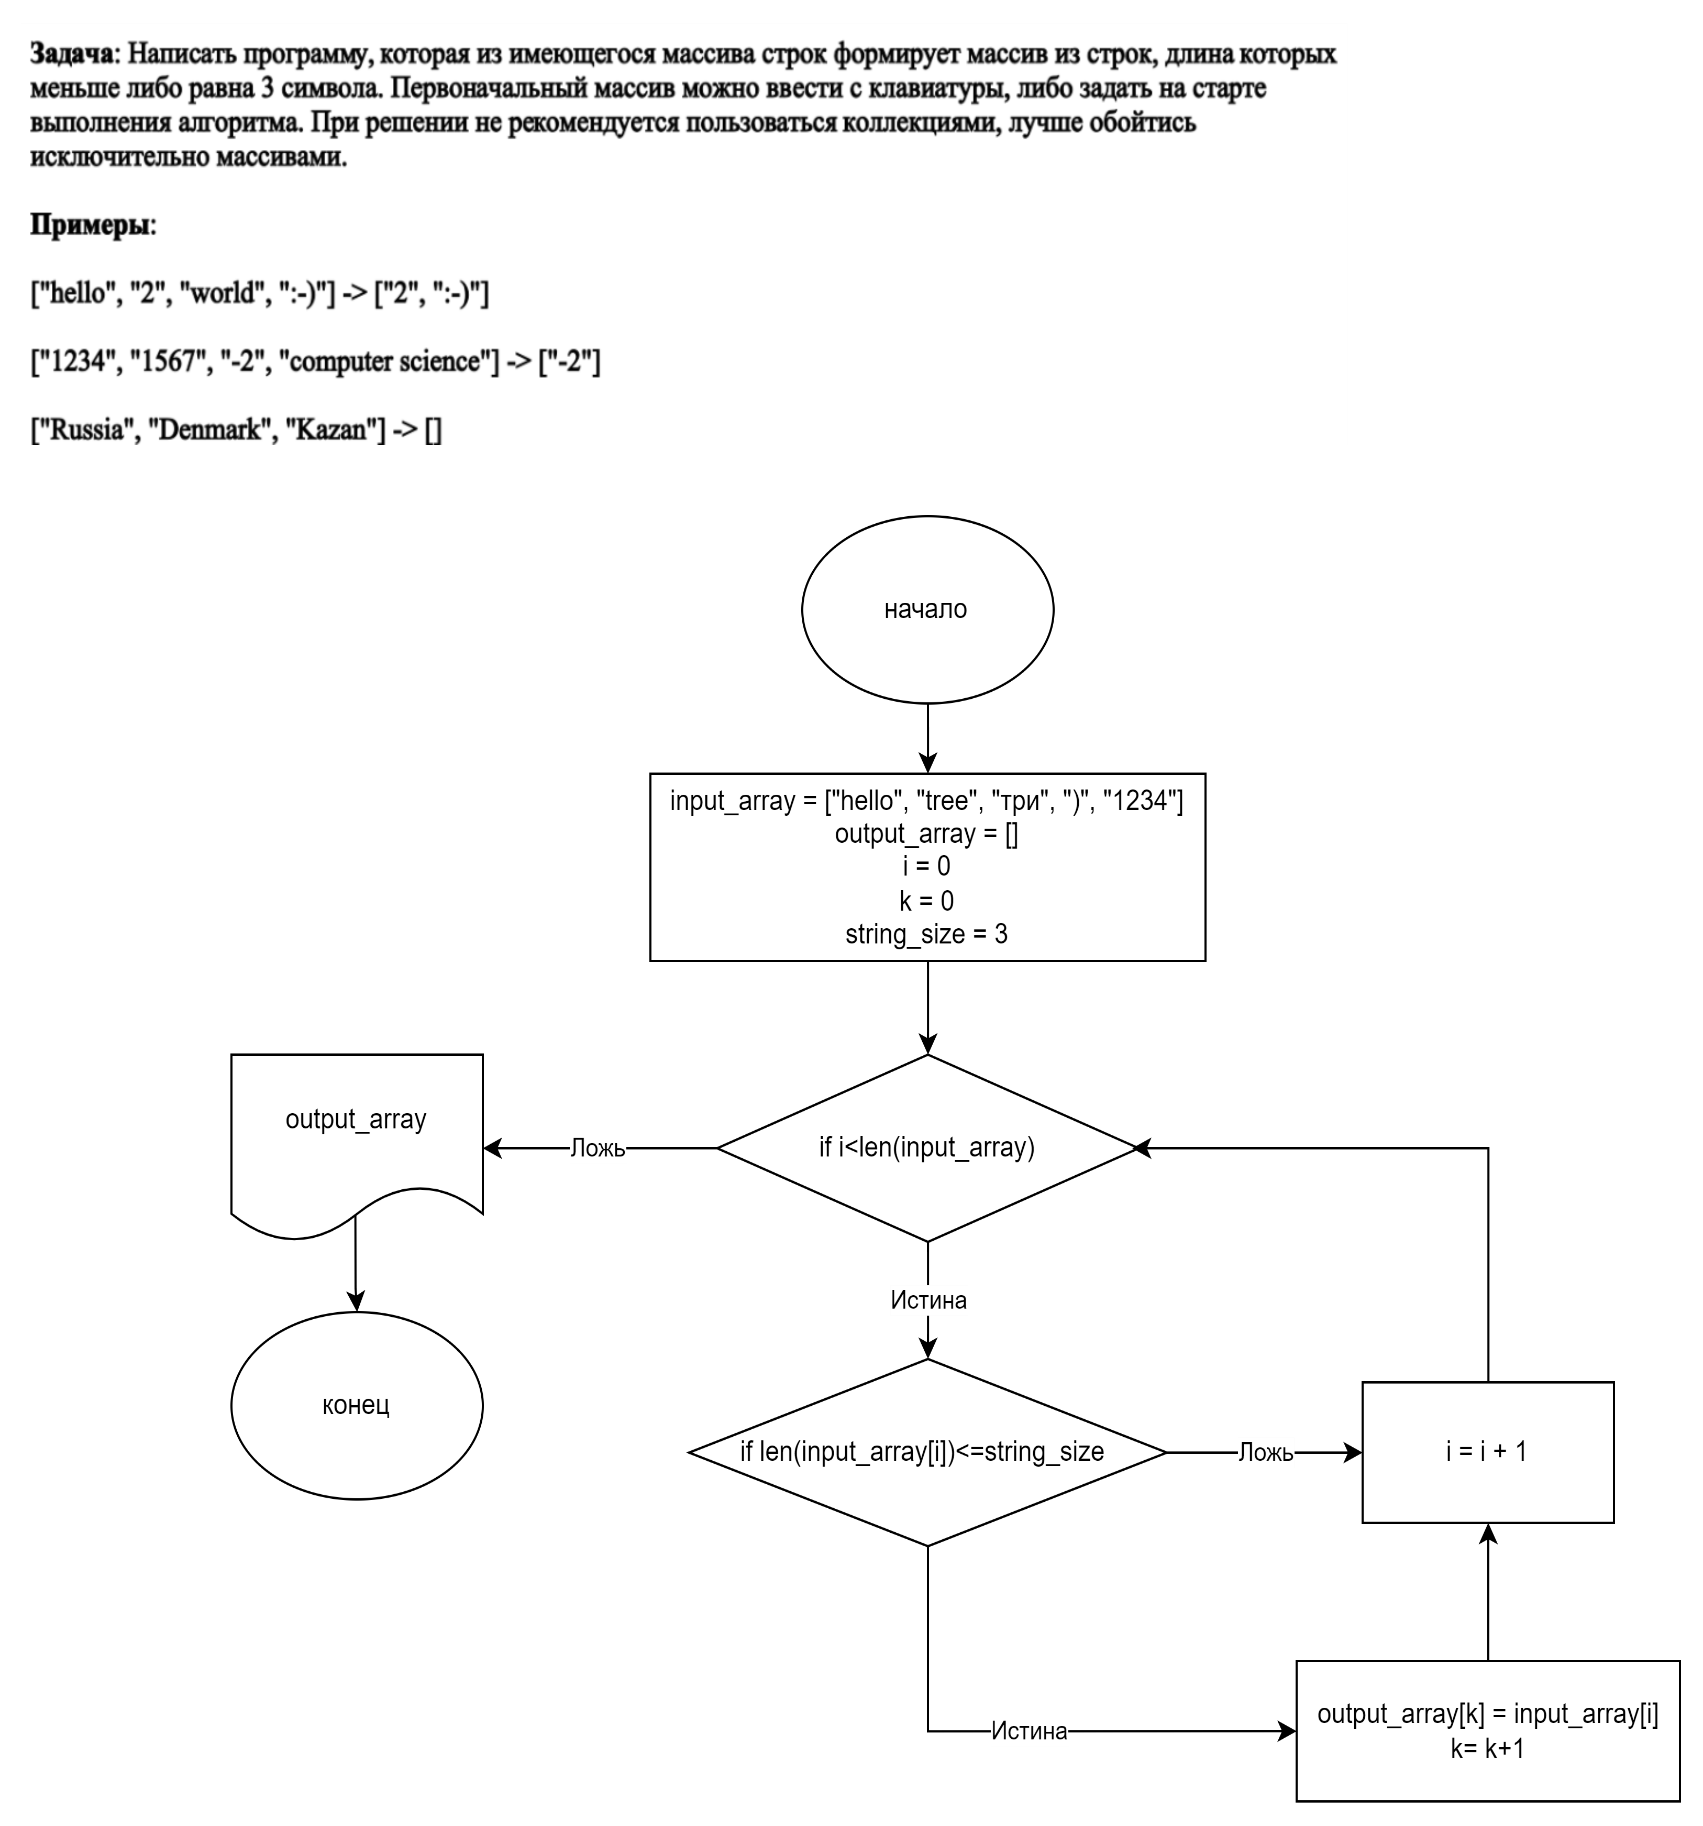 Задача: Написать программу, которая из имеющегося массива строк формирует массив из строк, длина которых
меньше либо равна 3 символа. Первоначальный массив можно ввести с клавиатуры, либо задать на старте
выполнения алгоритма. При решении не рекомендуется пользоваться коллекциями, лучше обойтись
исключительно массивами.
Примеры:
["hello", "2", "world", ":-)"] -> ["2", ":-)"]
["1234", "1567", "-2", "computer science"] -> ["-2"]
["Russia", "Denmark", "Kazan"] -> []
начало
input_array = ["hello", "tree", "три", ")", "1234"]
output_array = []
i = 0
k = 0
string_size = 3
output_array
Ложь
if i<len(input_array)
Истина
конец
if len(input_array[i])<=string_size
Ложь
i = i + 1
Истина
output_array[k] = input_array[i]
k= k+1